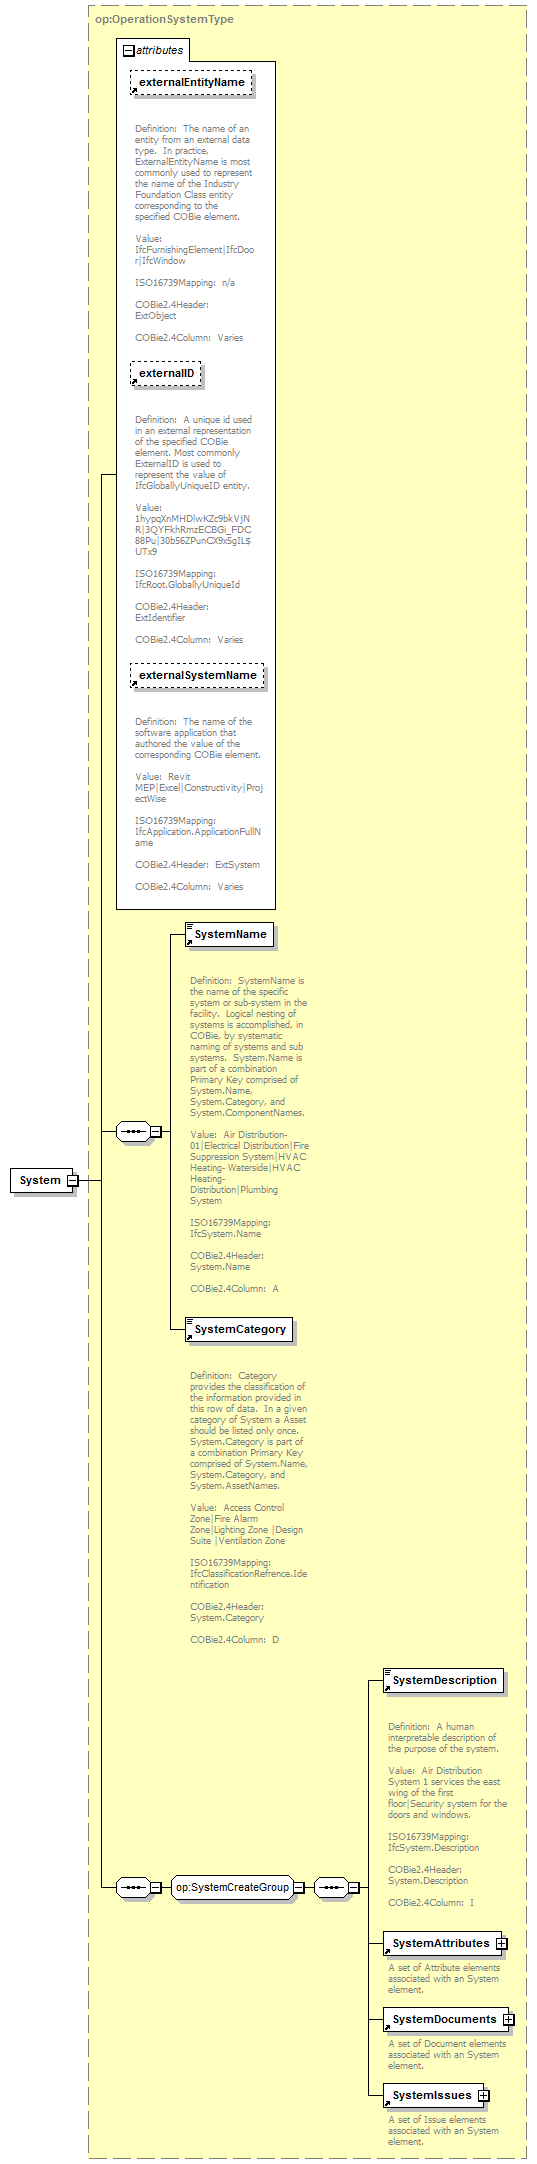 op:OperationSystemType
attributes
externalEntityName
Definition:  The name of an
entity from an external data
type.  In practice,
ExternalEntityName is most
commonly used to represent
the name of the Industry
Foundation Class entity
corresponding to the
specified COBie element.
Value:
IfcFurnishingElement|IfcDoo
r|IfcWindow
ISO16739Mapping:  n/a
COBie2.4Header:
ExtObject
COBie2.4Column:  Varies
externalID
Definition:  A unique id used
in an external representation
of the specified COBie
element. Most commonly
ExternalID is used to
represent the value of
IfcGloballyUniqueID entity.
Value:
1hypqXnMHDlwKZc9bkVjN
R|3QYFkhRmzECBGi_FDC
88Pu|30b56ZPunCX9x5gIL$
UTx9
ISO16739Mapping:
IfcRoot.GloballyUniqueId
COBie2.4Header:
ExtIdentifier
COBie2.4Column:  Varies
externalSystemName
Definition:  The name of the
software application that
authored the value of the
corresponding COBie element.
Value:  Revit
MEP|Excel|Constructivity|Proj
ectWise
ISO16739Mapping:
IfcApplication.ApplicationFullN
ame
COBie2.4Header:  ExtSystem
COBie2.4Column:  Varies
SystemName
Definition:  SystemName is
the name of the specific
system or sub-system in the
facility.  Logical nesting of
systems is accomplished, in
COBie, by systematic
naming of systems and sub
systems.  System.Name is
part of a combination
Primary Key comprised of
System.Name,
System.Category, and
System.ComponentNames.
Value:  Air Distribution-
01|Electrical Distribution|Fire
Suppression System|HVAC
Heating- Waterside|HVAC
Heating-
Distribution|Plumbing
System
ISO16739Mapping:
IfcSystem.Name
COBie2.4Header:
System.Name
COBie2.4Column:  A
System
SystemCategory
Definition:  Category
provides the classification of
the information provided in
this row of data.  In a given
category of System a Asset
should be listed only once.
System.Category is part of
a combination Primary Key
comprised of System.Name,
System.Category, and
System.AssetNames.
Value:  Access Control
Zone|Fire Alarm
Zone|Lighting Zone |Design
Suite |Ventilation Zone
ISO16739Mapping:
IfcClassificationRefrence.Ide
ntification
COBie2.4Header:
System.Category
COBie2.4Column:  D
SystemDescription
Definition:  A human
interpretable description of
the purpose of the system.
Value:  Air Distribution
System 1 services the east
wing of the first
floor|Security system for the
doors and windows.
ISO16739Mapping:
IfcSystem.Description
COBie2.4Header:
System.Description
COBie2.4Column:  I
op:SystemCreateGroup
SystemAttributes
A set of Attribute elements
associated with an System
element.
SystemDocuments
A set of Document elements
associated with an System
element.
SystemIssues
A set of Issue elements
associated with an System
element.